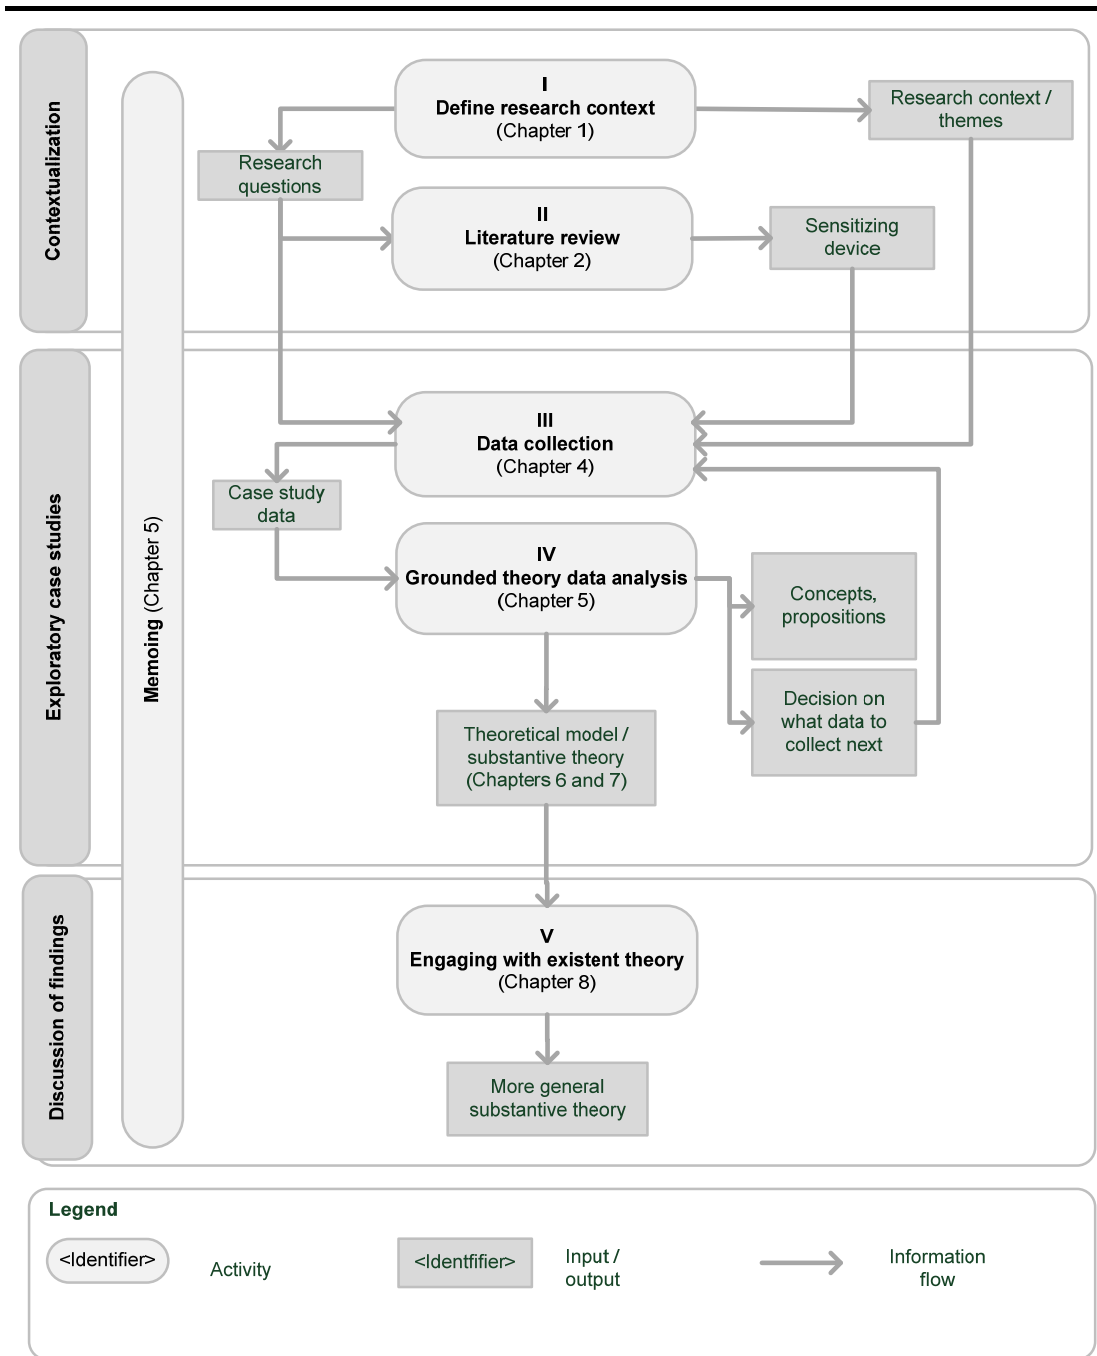 Contextualization
I
Define research context
(Chapter 1)
Research context /
themes
Research
questions
II
Literature review
(Chapter 2)
Sensitizing
device
Memoing (Chapter 5)
Exploratory case studies
III
Data collection
(Chapter 4)
Case study
data
IV
Grounded theory data analysis
(Chapter 5)
Concepts,
propositions
Decision on
what data to
collect next
Theoretical model /
substantive theory
(Chapters 6 and 7)
Discussion of findings
V
Engaging with existent theory
(Chapter 8)
More general
substantive theory
Legend
<Identifier>
Activity
<Identfifier>
Input /
output
Information
flow